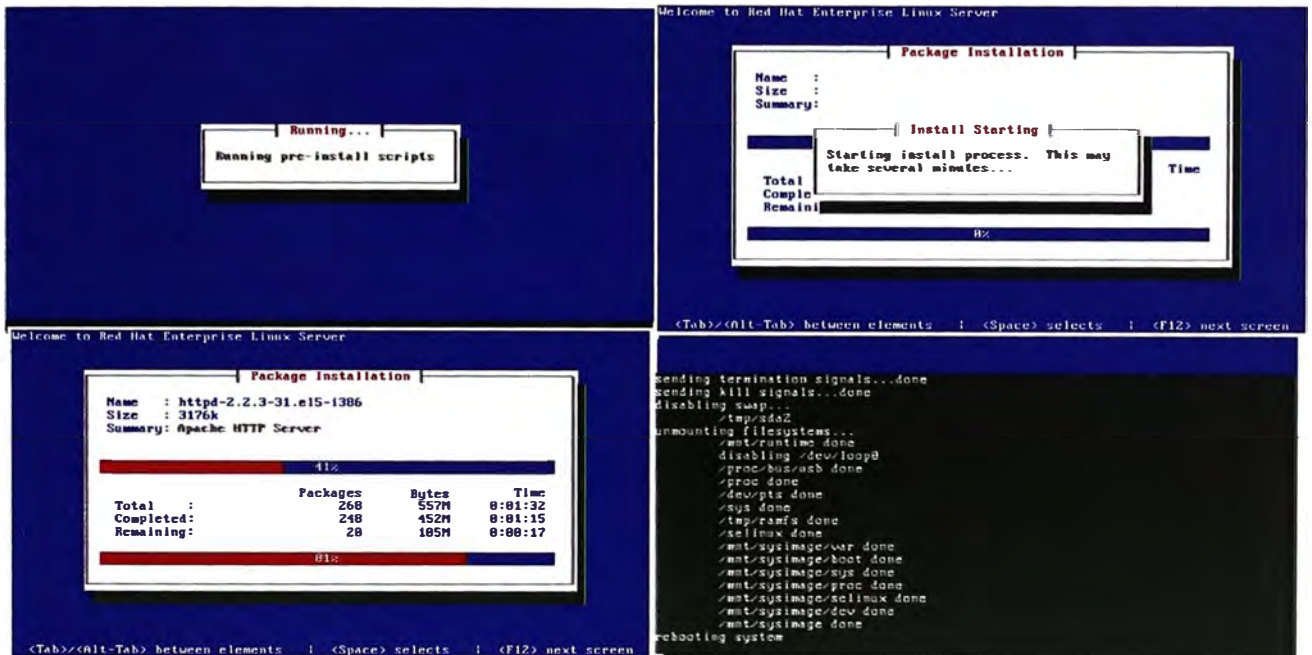 Running...
Running pre-install scripts
Welcome to Red Hat Enterprise Linux Server
Package Installation
Name :
Size :
Summary:
Install Starting
Starting install process. This may
take several minutes...
Time
Total
Comple
Remaini
0%
<Tab>/<Alt-Tab> between elements | <Space> selects | <F12> next screen
Welcome to Red Hat Enterprise Linux Server
Package Installation
Name : httpd-2.2.3-31.el5-i386
Size : 3176k
Summary: Apache HTTP Server
41%
Packages Bytes Time
Total : 268 557M 0:01:32
Completed: 248 452M 0:01:15
Remaining: 20 105M 0:00:17
81%
<Tab>/<Alt-Tab> between elements | <Space> selects | <F12> next screen
sending termination signals...done
sending kill signals...done
disabling swap...
/tmp/sda2
unmounting filesystems...
/mnt/runtime done
disabling /dev/loop0
/proc/bus/usb done
/proc done
/dev/pts done
/sys done
/tmp/ramfs done
/selinux done
/mnt/sysimage/var done
/mnt/sysimage/boot done
/mnt/sysimage/sys done
/mnt/sysimage/proc done
/mnt/sysimage/selinux done
/mnt/sysimage/dev done
/mnt/sysimage done
rebooting system